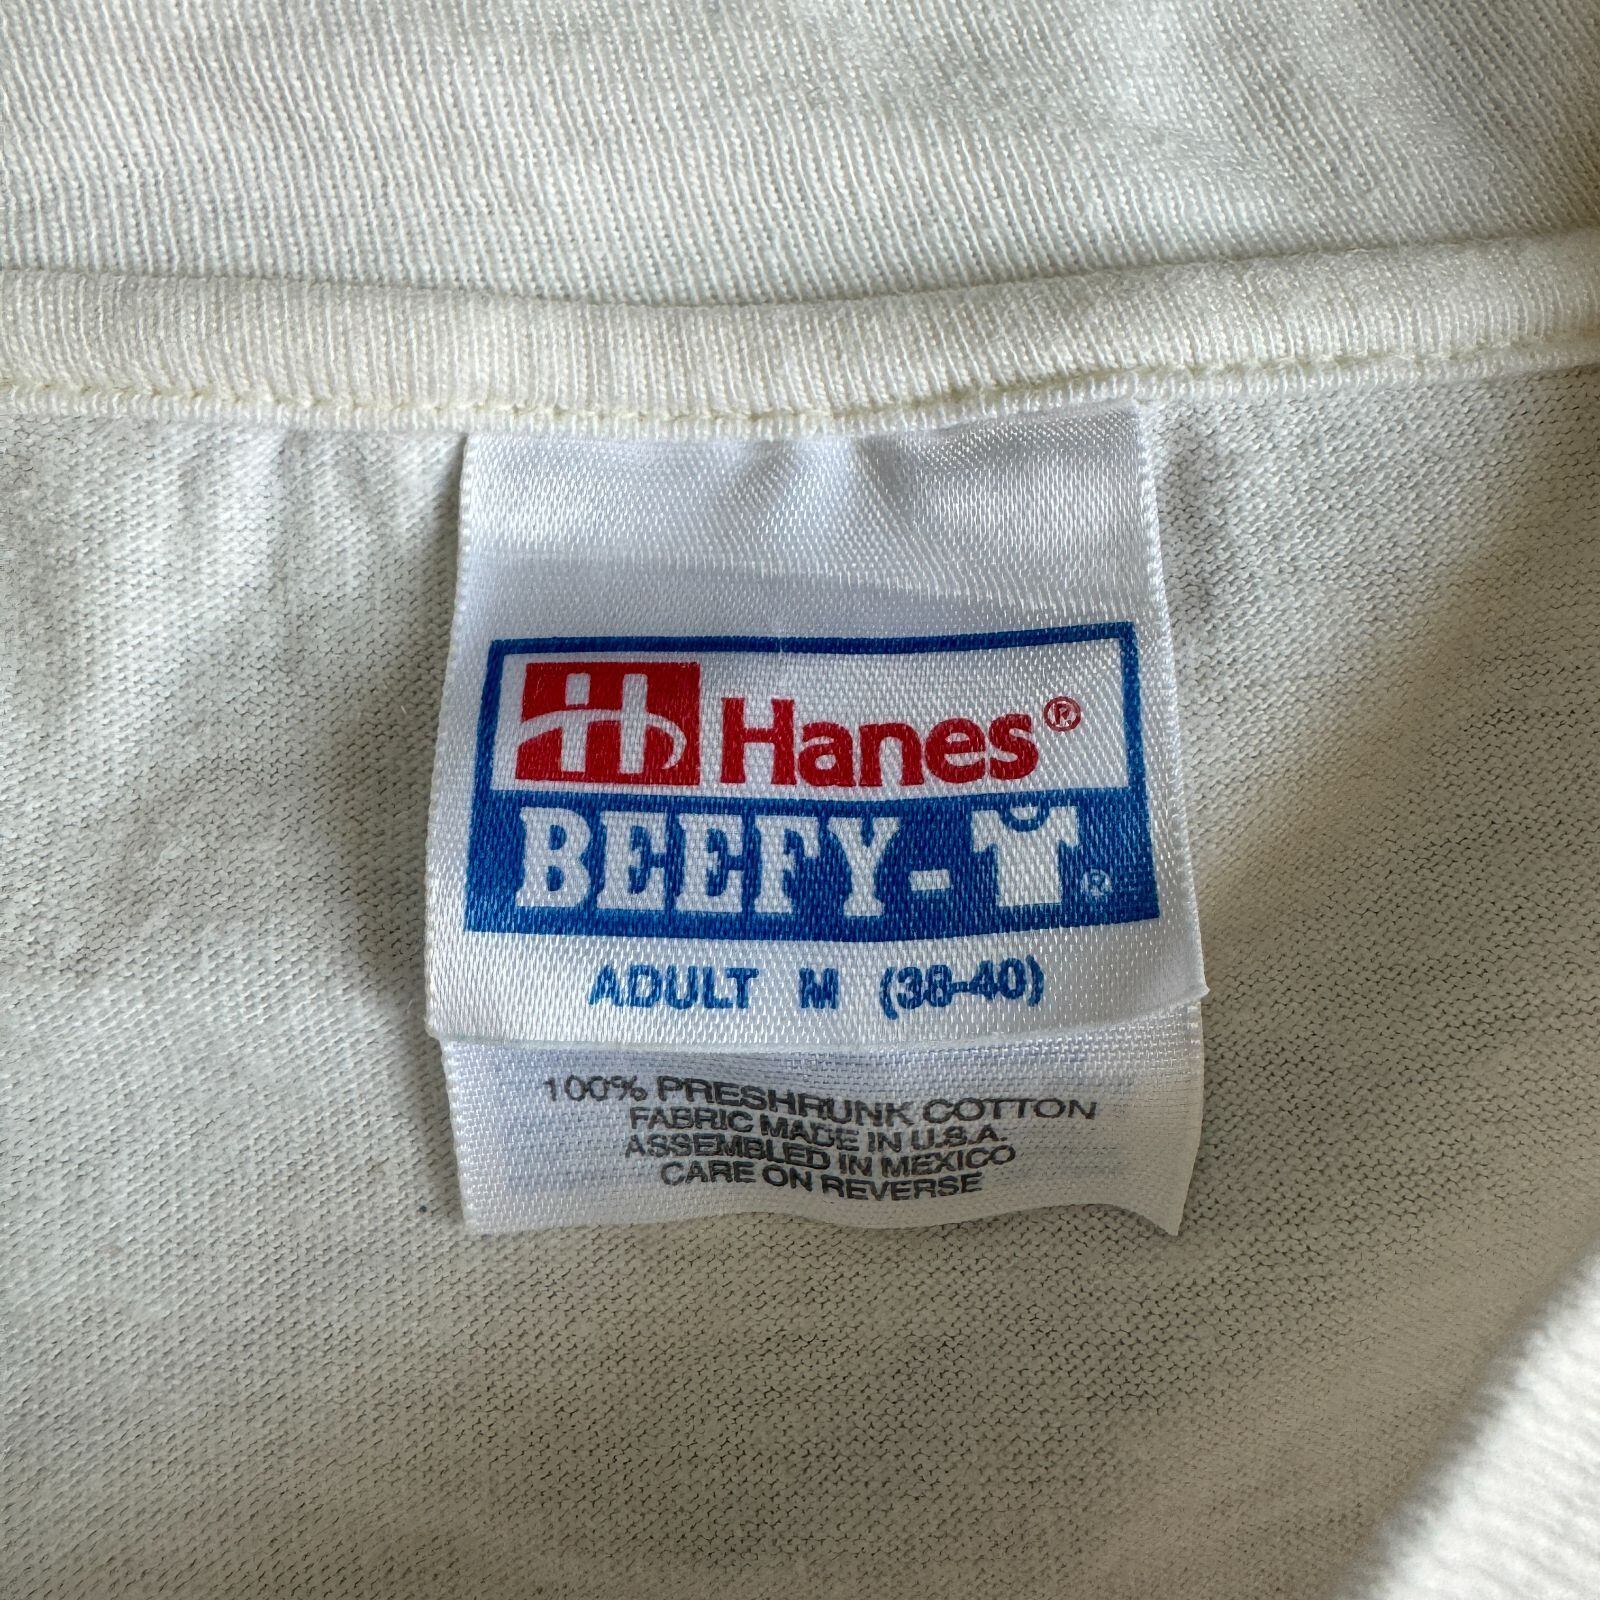 Hanes®
BEEFY-T®
ADULT M (38-40)
100% PRESHRUNK COTTON
FABRIC MADE IN U.S.A.
ASSEMBLED IN MEXICO
CARE ON REVERSE